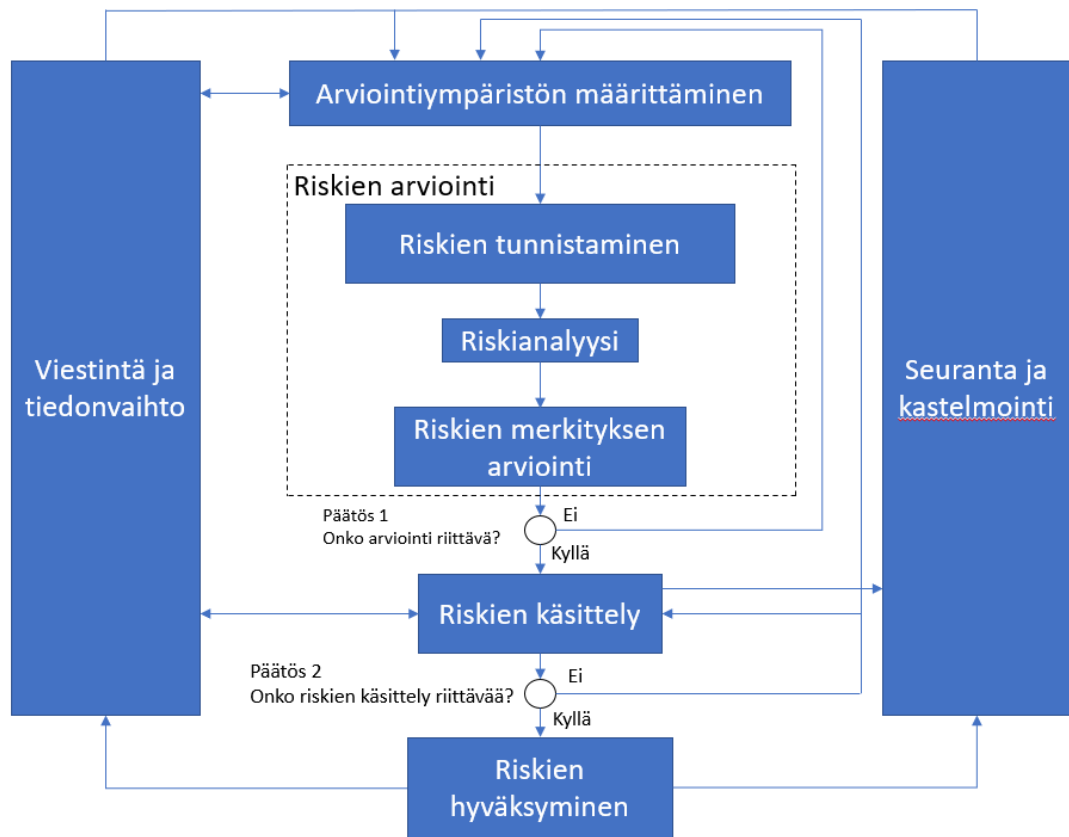 Arviointiympäristön määrittäminen
Riskien arviointi
Riskien tunnistaminen
Riskianalyysi
Viestintä ja
tiedonvaihto
Seuranta ja
kastelmointi
Riskien merkityksen
arviointi
Päätös 1
Onko arviointi riittävä?
Ei
Kyllä
Riskien käsittely
Päätös 2
Onko riskien käsittely riittävää?
Ei
Kyllä
Riskien
hyväksyminen